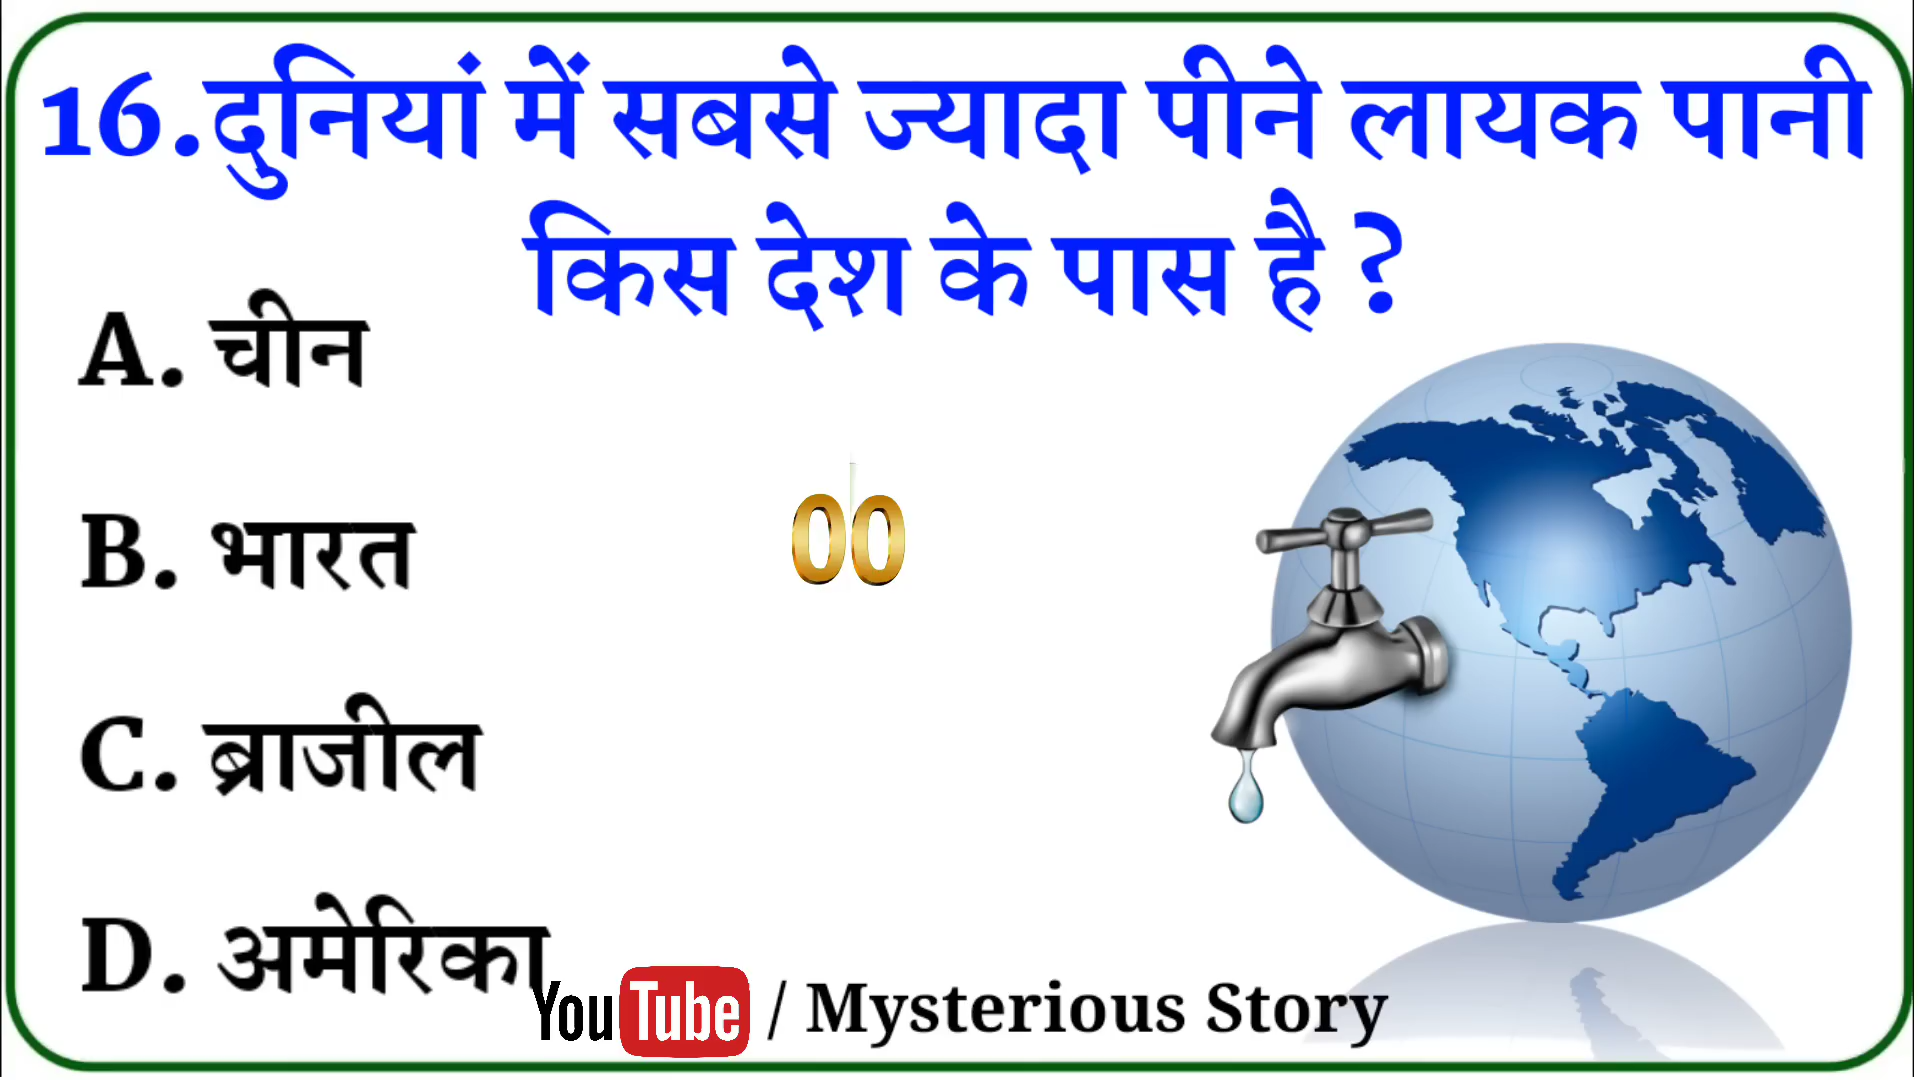 16.दुनियां में सबसे ज्यादा पीने लायक पानी
किस देश के पास है ?
A. चीन
B. भारत
00
C. ब्राजील
D. अमेरिका
YouTube / Mysterious Story